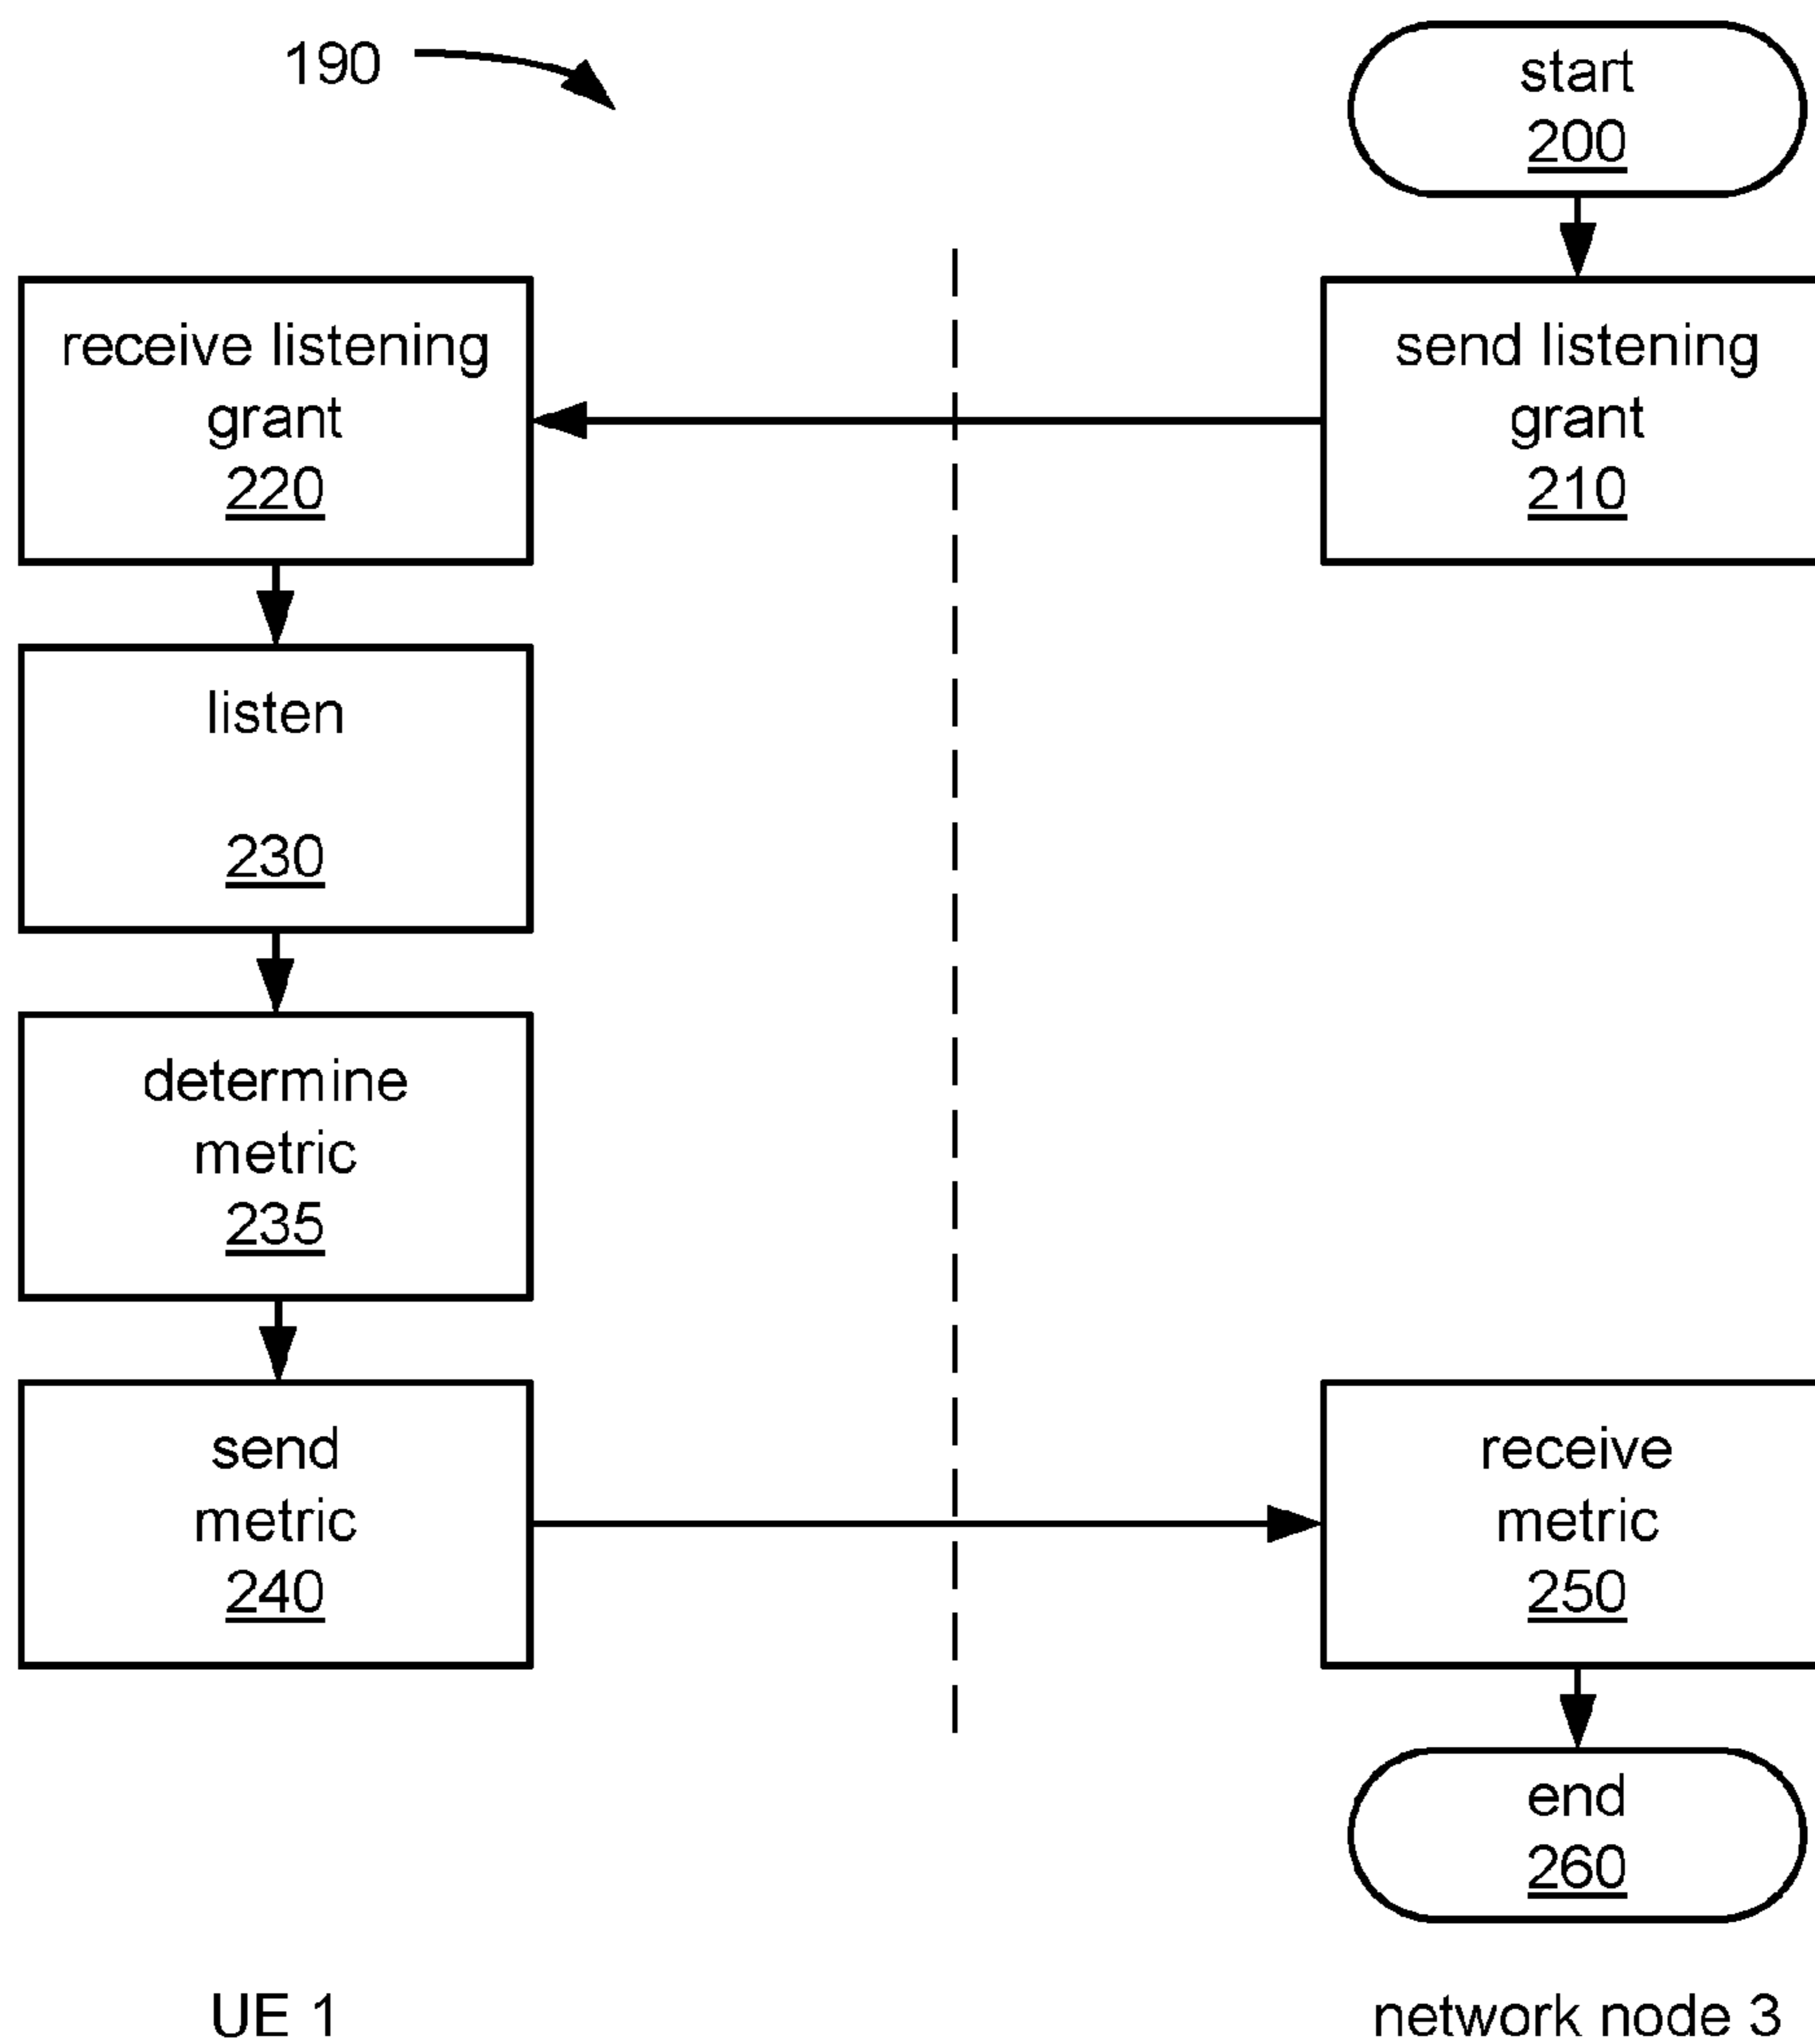 190
start
200
receive listening
grant
220
send listening
grant
210
listen
230
determine
metric
235
send
metric
240
receive
metric
250
end
260
UE 1
network node 3